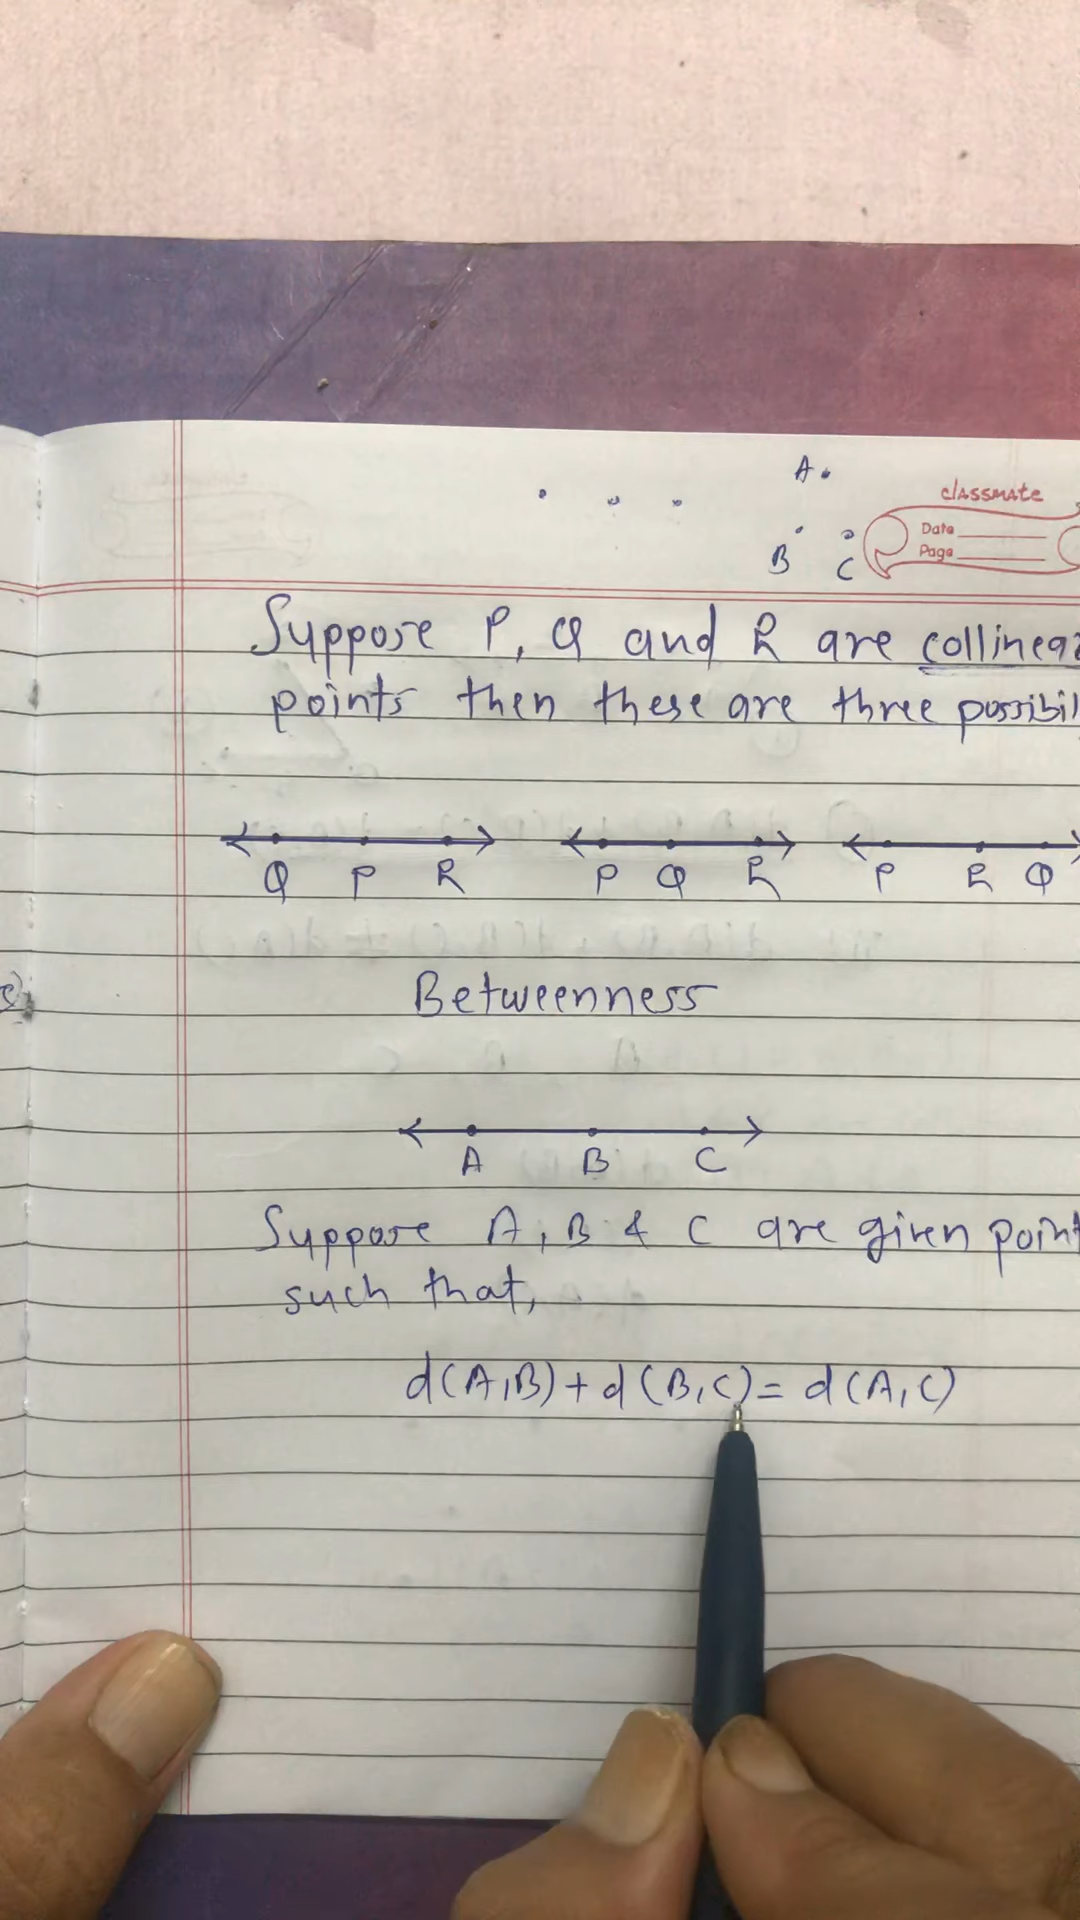 A.
classmate
Date
Page
B C
Suppose P, Q and R are collinear
points then these are three possibil
Q P R P Q R P R Q
Betweenness
A B C
Suppose A, B & C are given point
such that,
d(A,B)+d(B,C)=d(A,C)